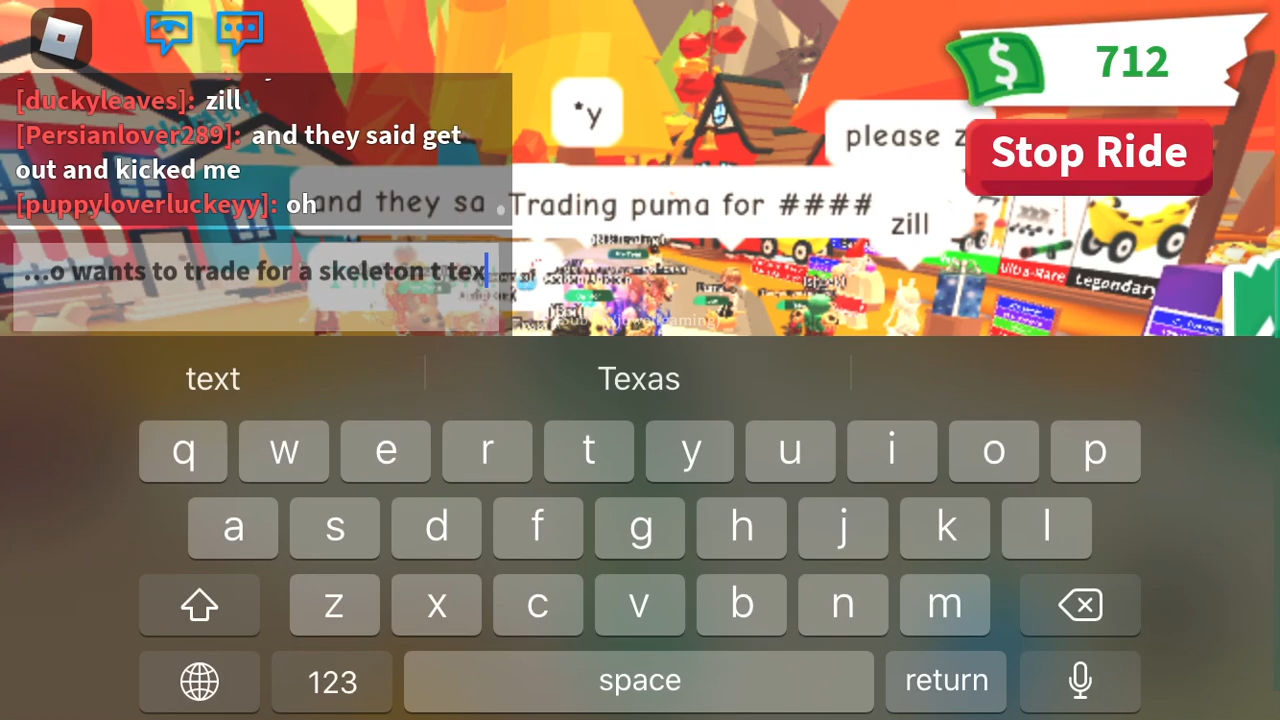 712
[duckyleaves]: zill
*y
[Persianlover289]: and they said get
out and kicked me
please z
Stop Ride
[puppyloverluckeyy]: oh
and they sa
Trading puma for ####
zill
...o wants to trade for a skeleton t tex
Ultra-Rare
Legendary
text
Texas
q w e r t y u i o p
a s d f g h j k l
z x c v b n m
123
space
return